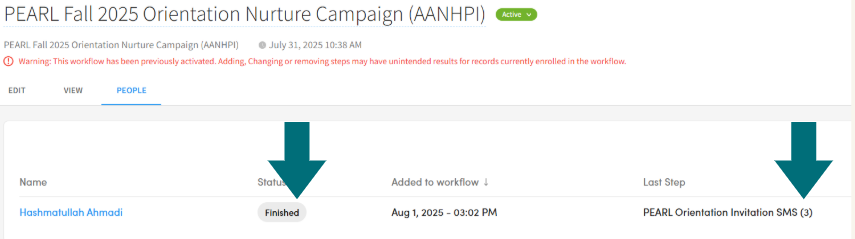 PEARL Fall 2025 Orientation Nurture Campaign (AANHPI) Active
PEARL Fall 2025 Orientation Nurture Campaign (AANHPI) July 31, 2025 10:38 AM
Warning: This workflow has been previously activated. Adding, Changing or removing steps may have unintended results for records currently enrolled in the workflow.
EDIT VIEW PEOPLE
Name Status Added to workflow ↓ Last Step
Hashmatullah Ahmadi Finished Aug 1, 2025 - 03:02 PM PEARL Orientation Invitation SMS (3)